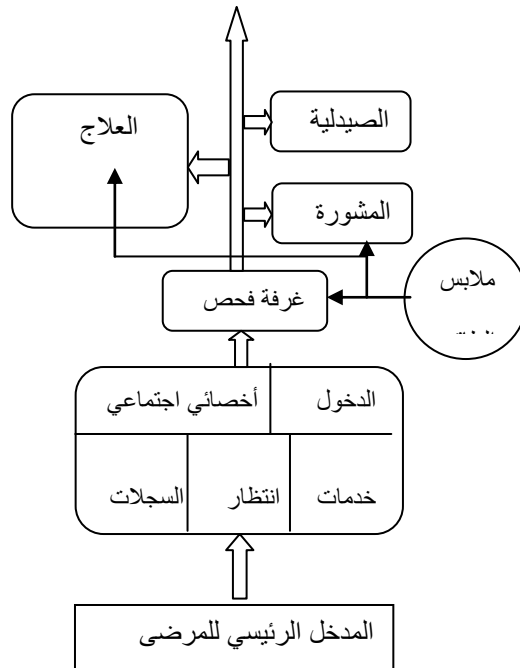 العلاج
الصيدلية
المشورة
ملابس
غرفة فحص
الدخول
أخصائي اجتماعي
خدمات
انتظار
السجلات
المدخل الرئيسي للمرضى